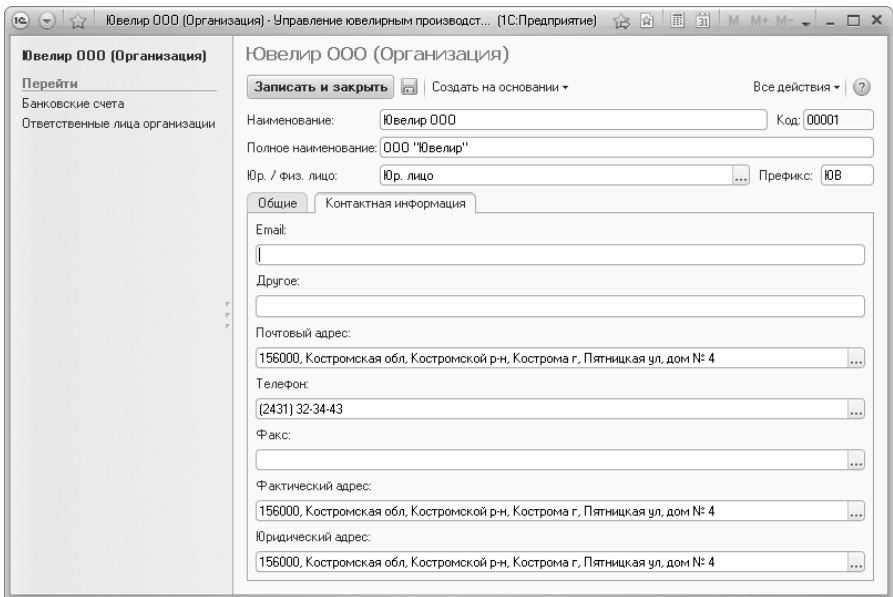 Ювелир ООО (Организация) - Управление ювелирным производст... (1С:Предприятие) 31 M M+ M-
Ювелир ООО (Организация)
Перейти
Банковские счета
Ответственные лица организации
Ювелир ООО (Организация)
Записать и закрыть Создать на основании Все действия ?
Наименование: Ювелир ООО Код: 00001
Полное наименование: ООО "Ювелир"
Юр. / физ. лицо: Юр. лицо ... Префикс: ЮВ
Общие Контактная информация
Email:
Другое:
Почтовый адрес:
156000, Костромская обл, Костромской р-н, Кострома г, Пятницкая ул, дом № 4 ...
Телефон:
(2431) 32-34-43 ...
Факс:
...
Фактический адрес:
156000, Костромская обл, Костромской р-н, Кострома г, Пятницкая ул, дом № 4 ...
Юридический адрес:
156000, Костромская обл, Костромской р-н, Кострома г, Пятницкая ул, дом № 4 ...